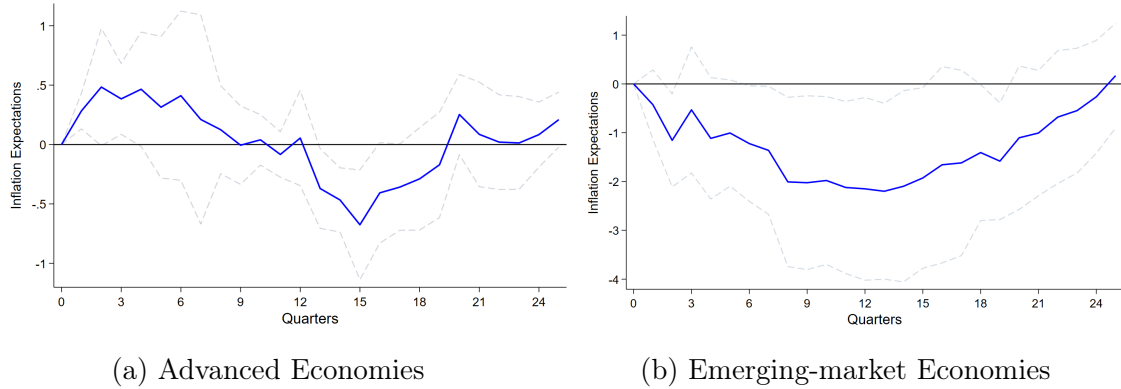 Inflation Expectations
1
.5
0
-.5
-1
0 3 6 9 12 15 18 21 24
Quarters
(a) Advanced Economies
Inflation Expectations
1
0
-1
-2
-3
-4
0 3 6 9 12 15 18 21 24
Quarters
(b) Emerging-market Economies